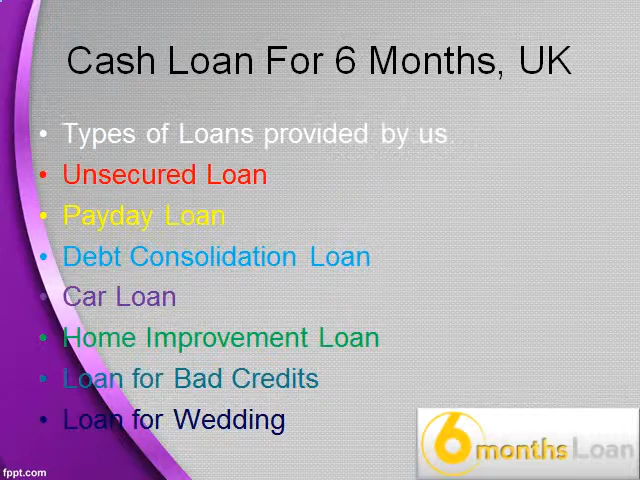 Cash Loan For 6 Months, UK
• Types of Loans provided by us.
• Unsecured Loan
• Payday Loan
• Debt Consolidation Loan
• Car Loan
• Home Improvement Loan
• Loan for Bad Credits
• Loan for Wedding
6 months Loan
fppt.com